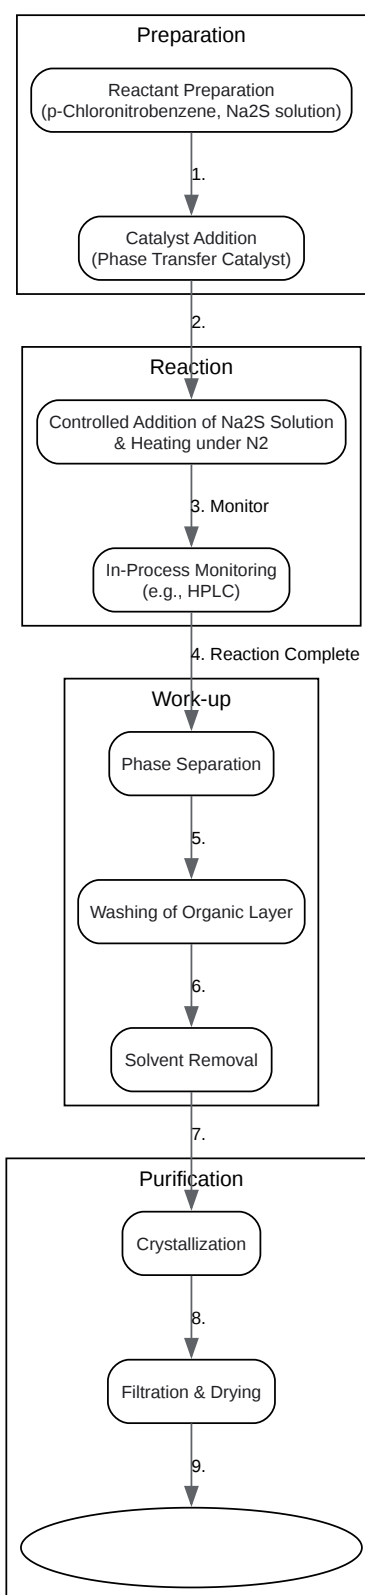 Preparation
Reactant Preparation
(p-Chloronitrobenzene, Na2S solution)
1.
Catalyst Addition
(Phase Transfer Catalyst)
2.
Reaction
Controlled Addition of Na2S Solution
& Heating under N2
3. Monitor
In-Process Monitoring
(e.g., HPLC)
4. Reaction Complete
Work-up
Phase Separation
5.
Washing of Organic Layer
6.
Solvent Removal
7.
Purification
Crystallization
8.
Filtration & Drying
9.